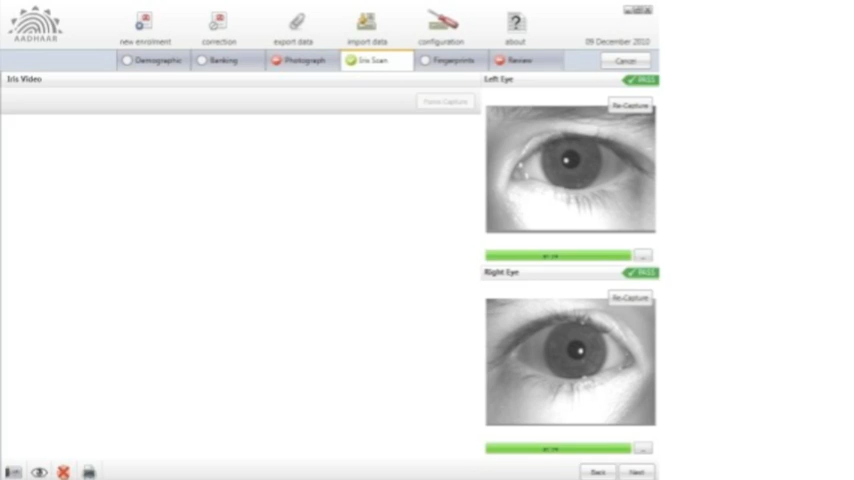 AADHAAR
new enrolment correction export data import data configuration about 09 December 2010
Demographic Banking Photograph Iris Scan Fingerprints Review Cancel
Iris Video Left Eye PASS
Force Capture Re-Capture
...
Right Eye PASS
Re-Capture
...
Back Next